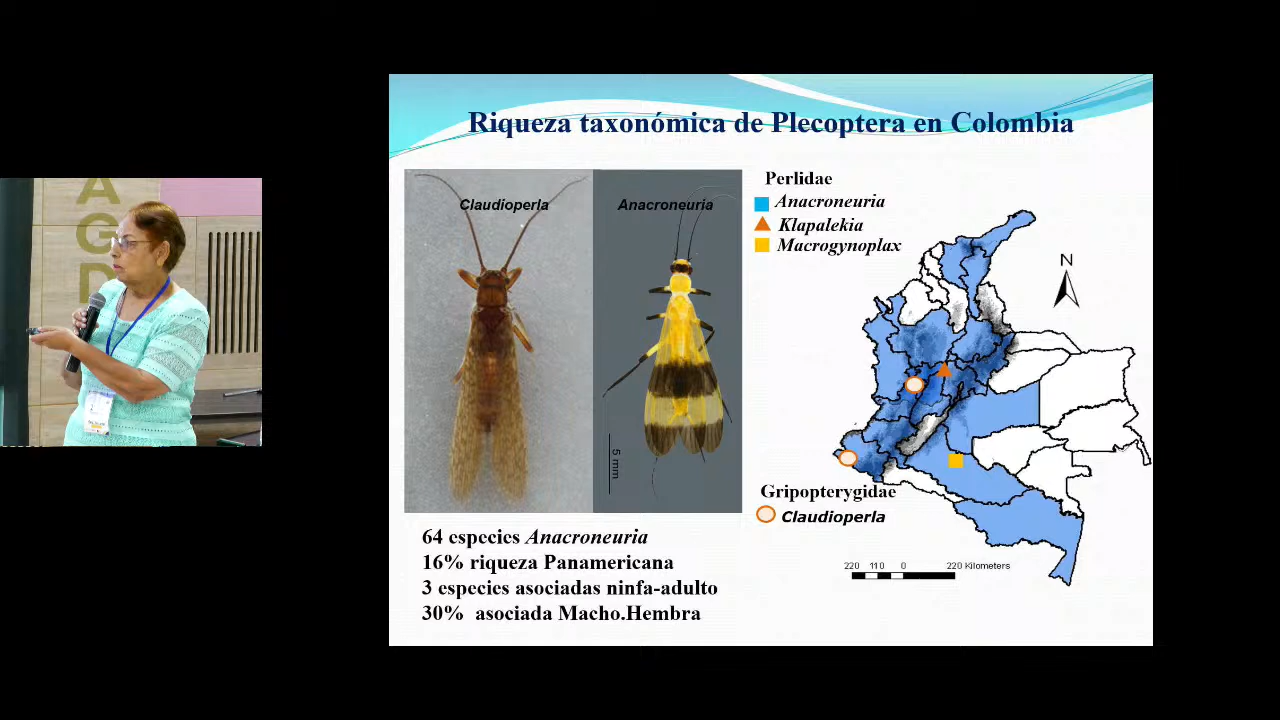 AGD
Riqueza taxonómica de Plecoptera en Colombia
Claudioperla
Anacroneuria
5 mm
Perlidae
Anacroneuria
Klapalekia
Macrogynoplax
N
Gripopterygidae
Claudioperla
220 110 0 220 Kilometers
64 especies Anacroneuria
16% riqueza Panamericana
3 especies asociadas ninfa-adulto
30% asociada Macho.Hembra